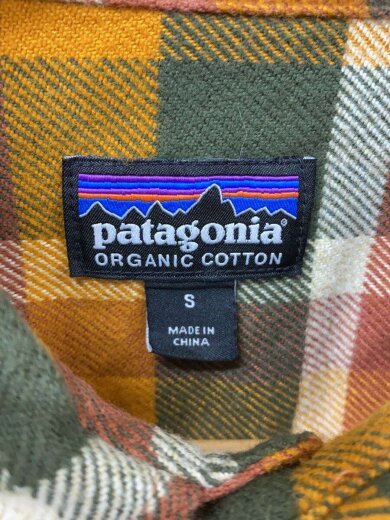 patagonia®
ORGANIC COTTON
S
MADE IN
CHINA